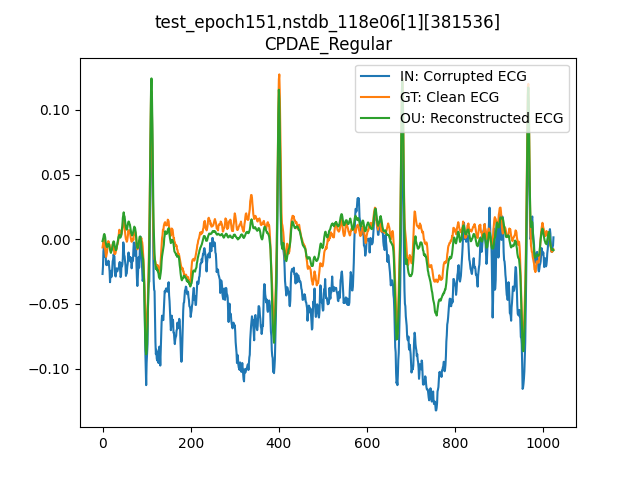 test_epoch151,nstdb_118e06[1][381536]
CPDAE_Regular
IN: Corrupted ECG
GT: Clean ECG
OU: Reconstructed ECG
0.10
0.05
0.00
−0.05
−0.10
0 200 400 600 800 1000